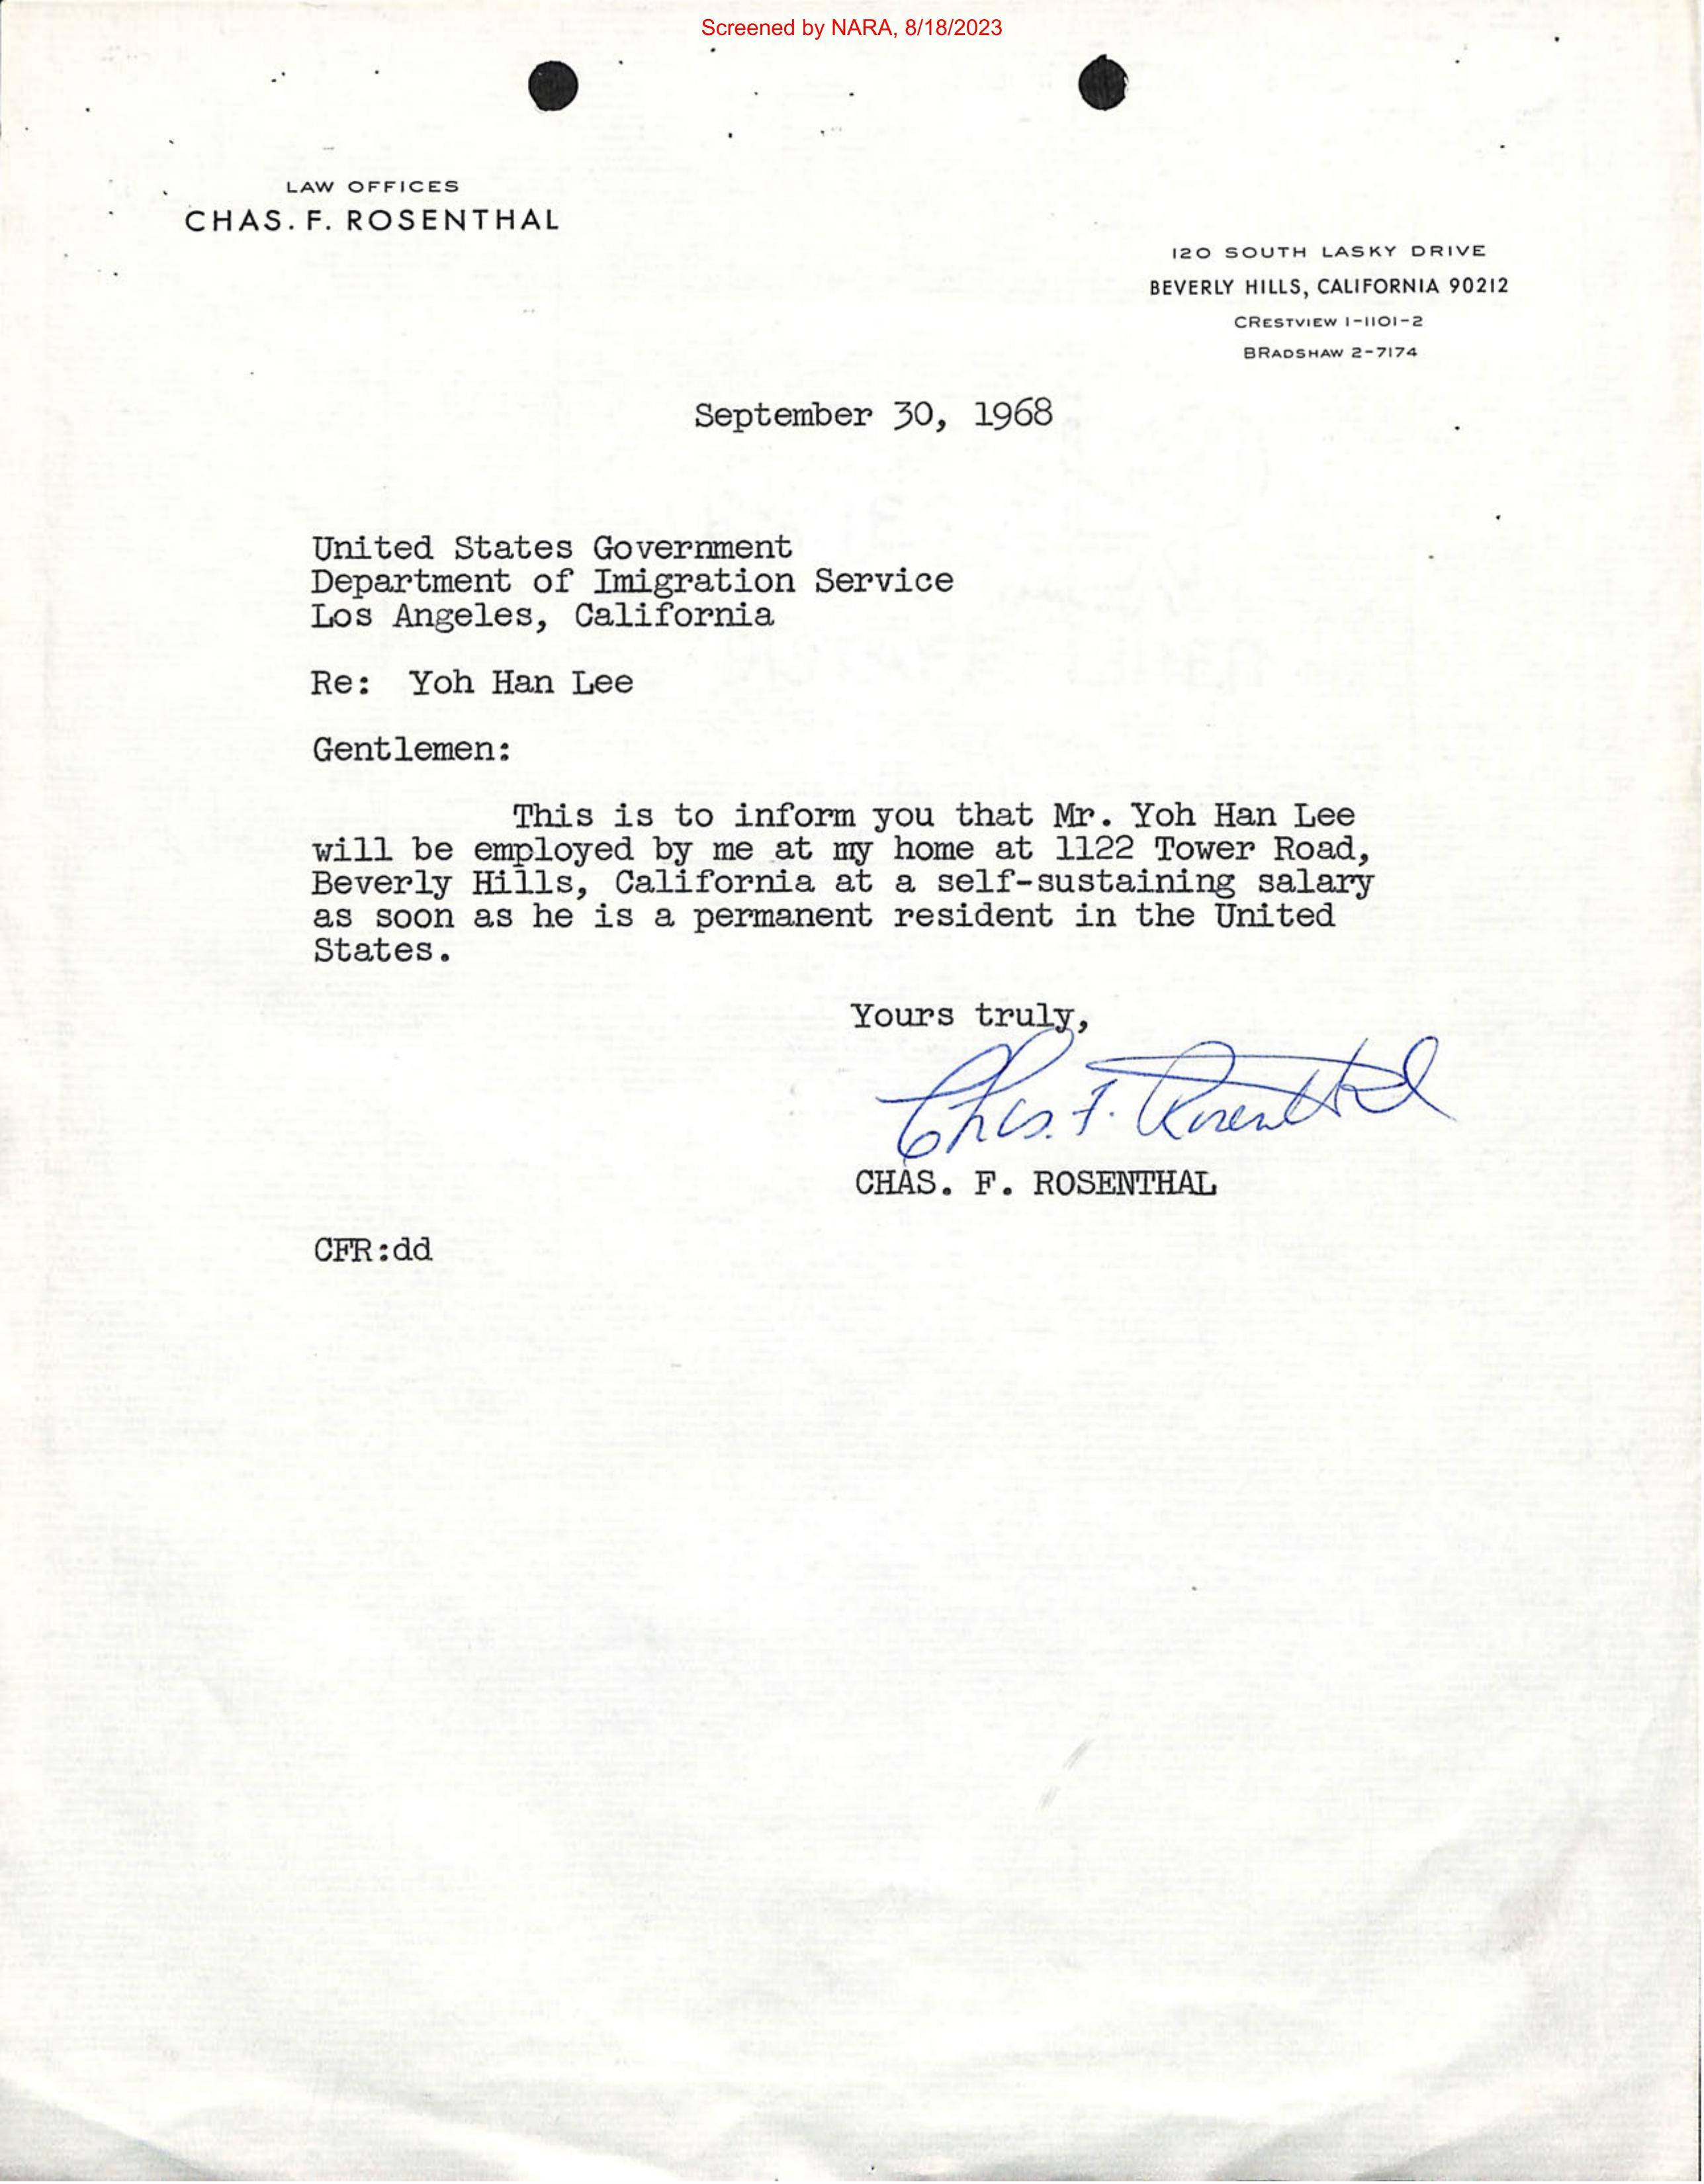 Screened by NARA, 8/18/2023
LAW OFFICES
CHAS. F. ROSENTHAL
120 SOUTH LASKY DRIVE
BEVERLY HILLS, CALIFORNIA 90212
CRESTVIEW 1-1101-2
BRADSHAW 2-7174
September 30, 1968
United States Government
Department of Imigration Service
Los Angeles, California
Re: Yoh Han Lee
Gentlemen:
This is to inform you that Mr. Yoh Han Lee
will be employed by me at my home at 1122 Tower Road,
Beverly Hills, California at a self-sustaining salary
as soon as he is a permanent resident in the United
States.
Yours truly,
Chas. F. Rosenthal
CHAS. F. ROSENTHAL
CFR:dd